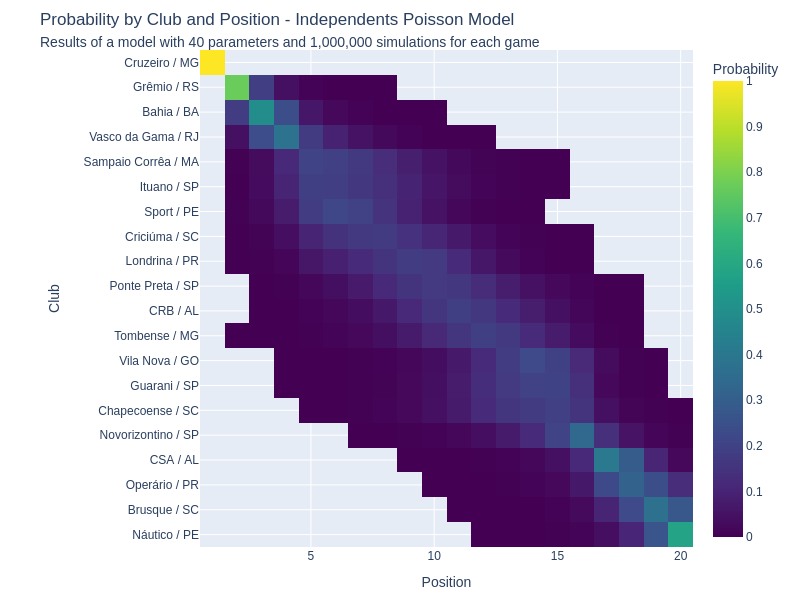 Probability by Club and Position - Independents Poisson Model
Results of a model with 40 parameters and 1,000,000 simulations for each game
Probability
Club
Cruzeiro / MG
Grêmio / RS
Bahia / BA
Vasco da Gama / RJ
Sampaio Corrêa / MA
Ituano / SP
Sport / PE
Criciúma / SC
Londrina / PR
Ponte Preta / SP
CRB / AL
Tombense / MG
Vila Nova / GO
Guarani / SP
Chapecoense / SC
Novorizontino / SP
CSA / AL
Operário / PR
Brusque / SC
Náutico / PE
5
10
15
20
Position
1
0.9
0.8
0.7
0.6
0.5
0.4
0.3
0.2
0.1
0